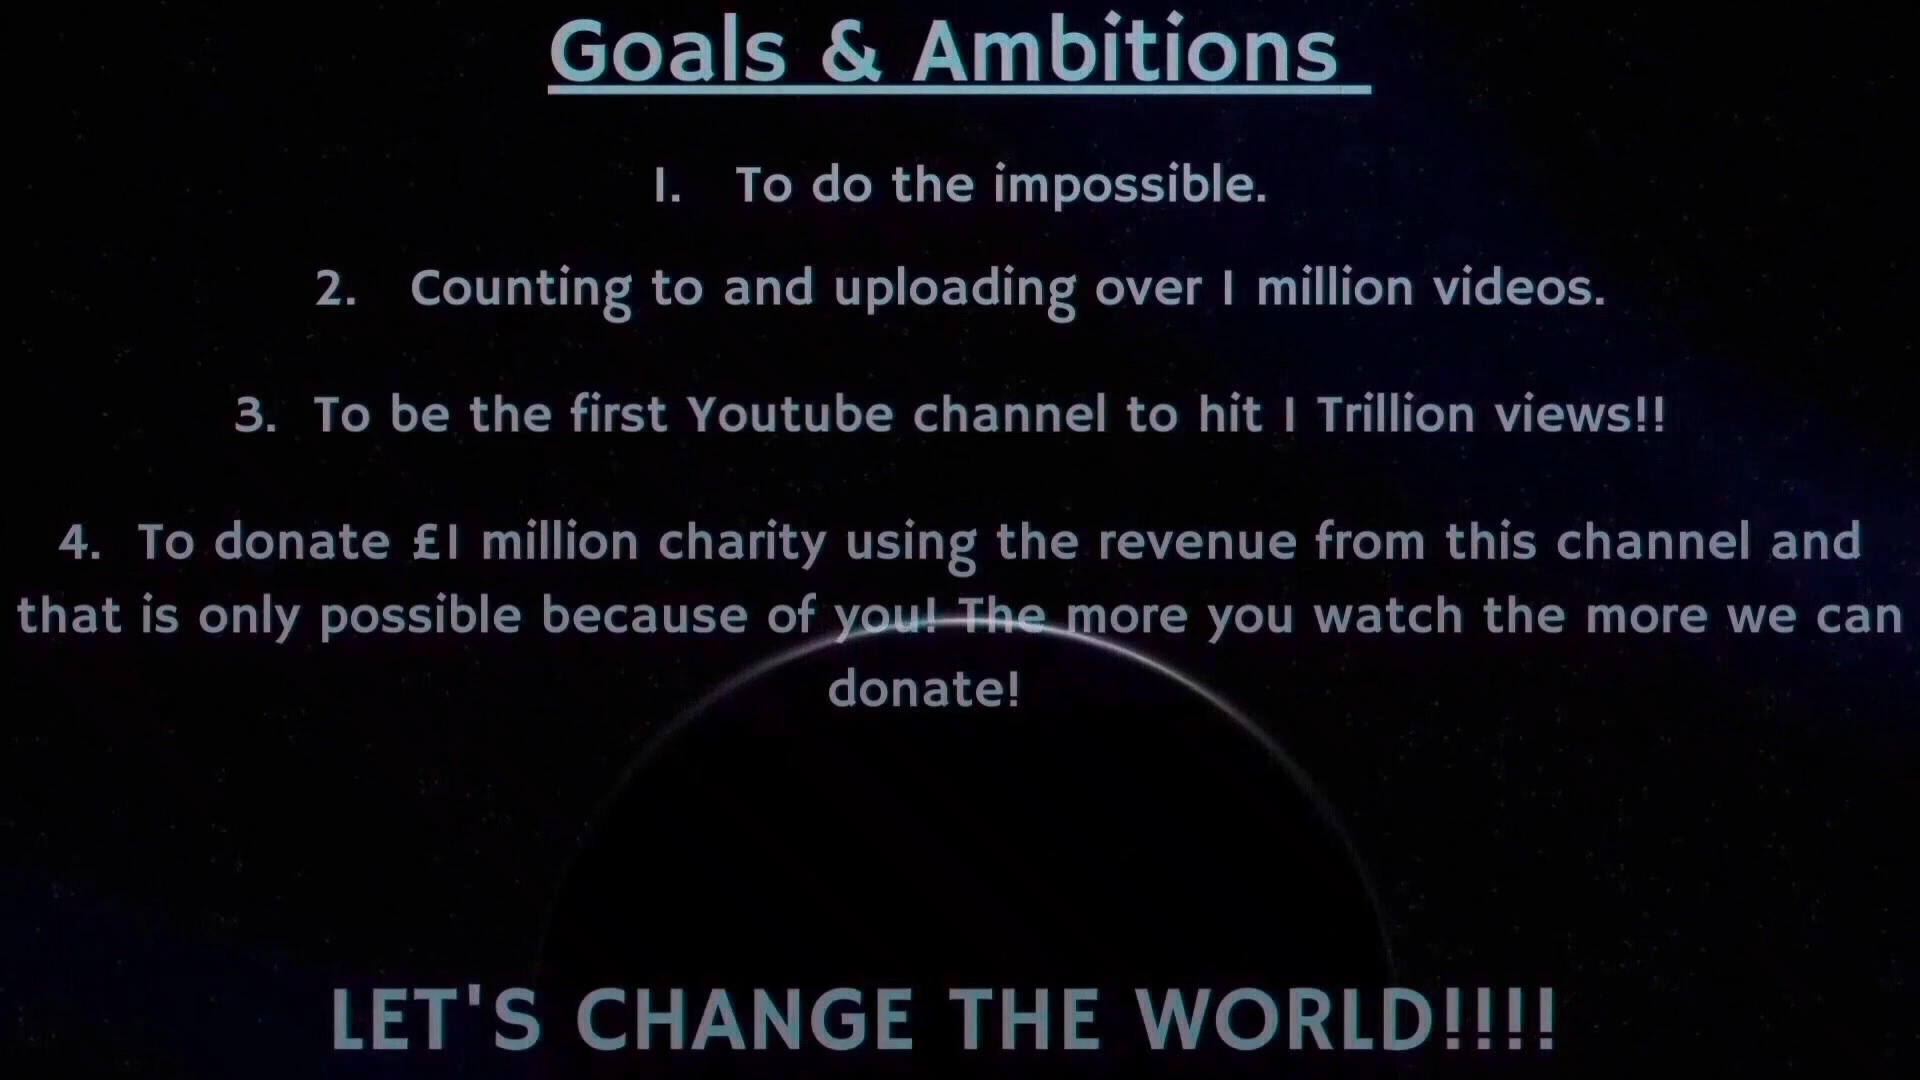 Goals & Ambitions
1. To do the impossible.
2. Counting to and uploading over 1 million videos.
3. To be the first Youtube channel to hit 1 Trillion views!!
4. To donate £1 million charity using the revenue from this channel and
that is only possible because of you! The more you watch the more we can
donate!
LET'S CHANGE THE WORLD!!!!